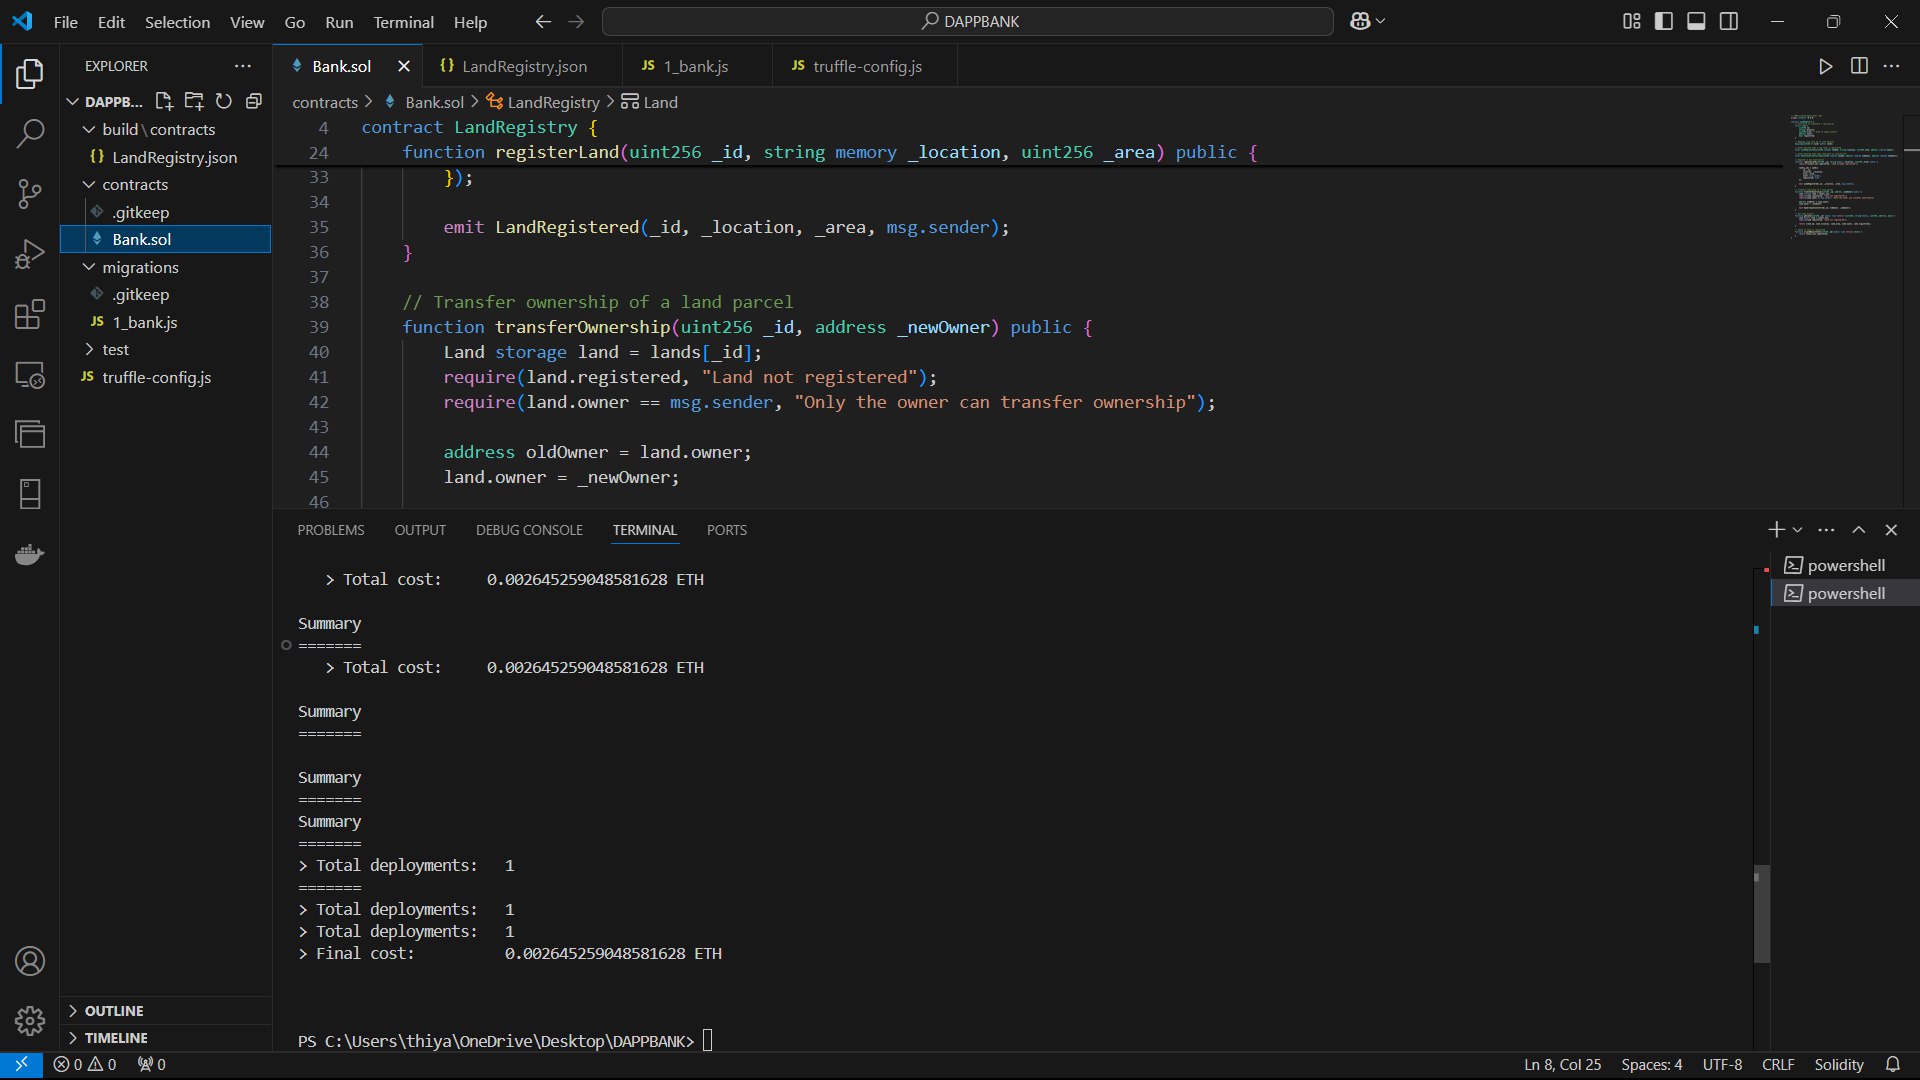 File Edit Selection View Go Run Terminal Help
DAPPBANK
EXPLORER
DAPPB...
build\contracts
LandRegistry.json
contracts
.gitkeep
Bank.sol
migrations
.gitkeep
JS 1_bank.js
test
JS truffle-config.js
OUTLINE
TIMELINE
Bank.sol
{} LandRegistry.json
JS 1_bank.js
JS truffle-config.js
contracts > Bank.sol > LandRegistry > Land
4 contract LandRegistry {
24 function registerLand(uint256 _id, string memory _location, uint256 _area) public {
33 });
34
35 emit LandRegistered(_id, _location, _area, msg.sender);
36 }
37
38 // Transfer ownership of a land parcel
39 function transferOwnership(uint256 _id, address _newOwner) public {
40 Land storage land = lands[_id];
41 require(land.registered, "Land not registered");
42 require(land.owner == msg.sender, "Only the owner can transfer ownership");
43
44 address oldOwner = land.owner;
45 land.owner = _newOwner;
46
PROBLEMS OUTPUT DEBUG CONSOLE TERMINAL PORTS
> Total cost: 0.002645259048581628 ETH
Summary
=======
> Total cost: 0.002645259048581628 ETH
Summary
=======
Summary
=======
Summary
=======
> Total deployments: 1
=======
> Total deployments: 1
> Total deployments: 1
> Final cost: 0.002645259048581628 ETH
PS C:\Users\thiya\OneDrive\Desktop\DAPPBANK>
powershell
powershell
0 0 0
Ln 8, Col 25 Spaces: 4 UTF-8 CRLF Solidity